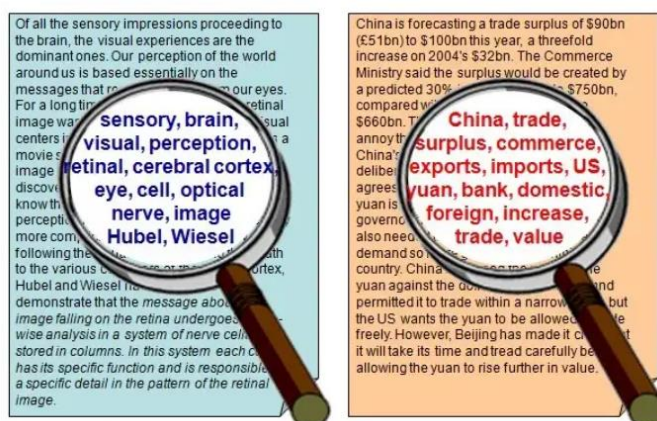 Of all the sensory impressions proceeding to
the brain, the visual experiences are the
dominant ones. Our perception of the world
around us is based essentially on the
messages that our eyes.
For a long retinal
image
centers a
movie
image
discove
know th
percepti
more com
following the
to the various
Hubel and Wiesel
demonstrate that the message
image falling on the retina undergoes
wise analysis in a system of nerve
stored in columns. In this system each
has its specific function and is responsible
a specific detail in the pattern of the retinal
image.
sensory, brain,
visual, perception,
retinal, cerebral cortex,
eye, cell, optical
nerve, image
Hubel, Wiesel
China is forecasting a trade surplus of $90bn
(£51bn) to $100bn this year, a threefold
increase on 2004's $32bn. The Commerce
Ministry said the surplus would be created by
a predicted 30% $750bn,
compared
$660bn.
annoy th
China's
delibe
agrees
yuan is
governo
also need
demand so
country. China
yuan against the and
permitted it to trade within a narrow but
the US wants the yuan to be allowed
freely. However, Beijing has made it
it will take its time and tread carefully
allowing the yuan to rise further in value.
China, trade,
surplus, commerce,
exports, imports, US,
yuan, bank, domestic,
foreign, increase,
trade, value